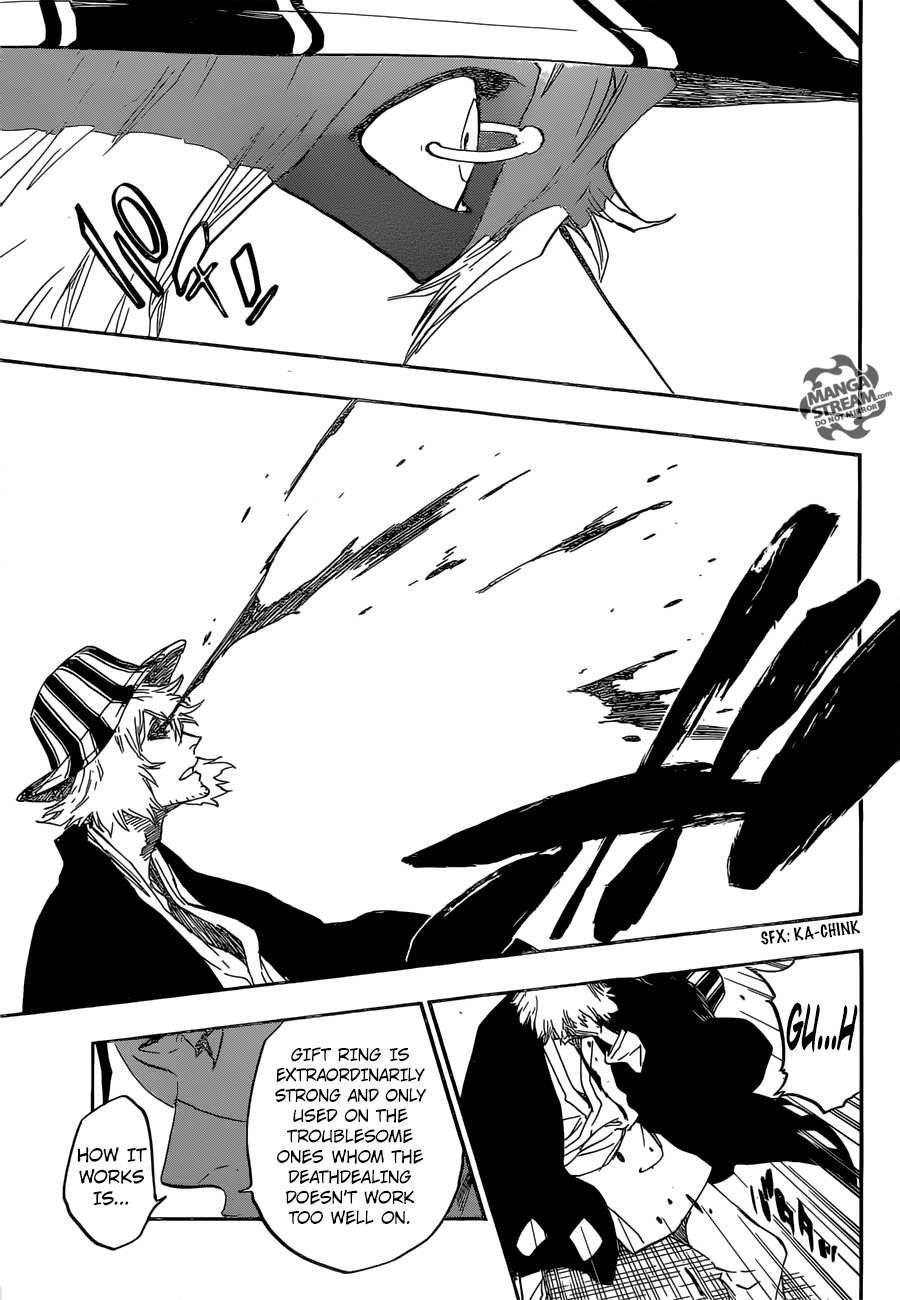 MANGA
STREAM.com
DO NOT MIRROR
SFX: KA-CHINK
GU...H
GIFT RING IS
EXTRAORDINARILY
STRONG AND ONLY
USED ON THE
TROUBLESOME
ONES WHOM THE
DEATHDEALING
DOESN'T WORK
TOO WELL ON.
HOW IT
WORKS
IS...